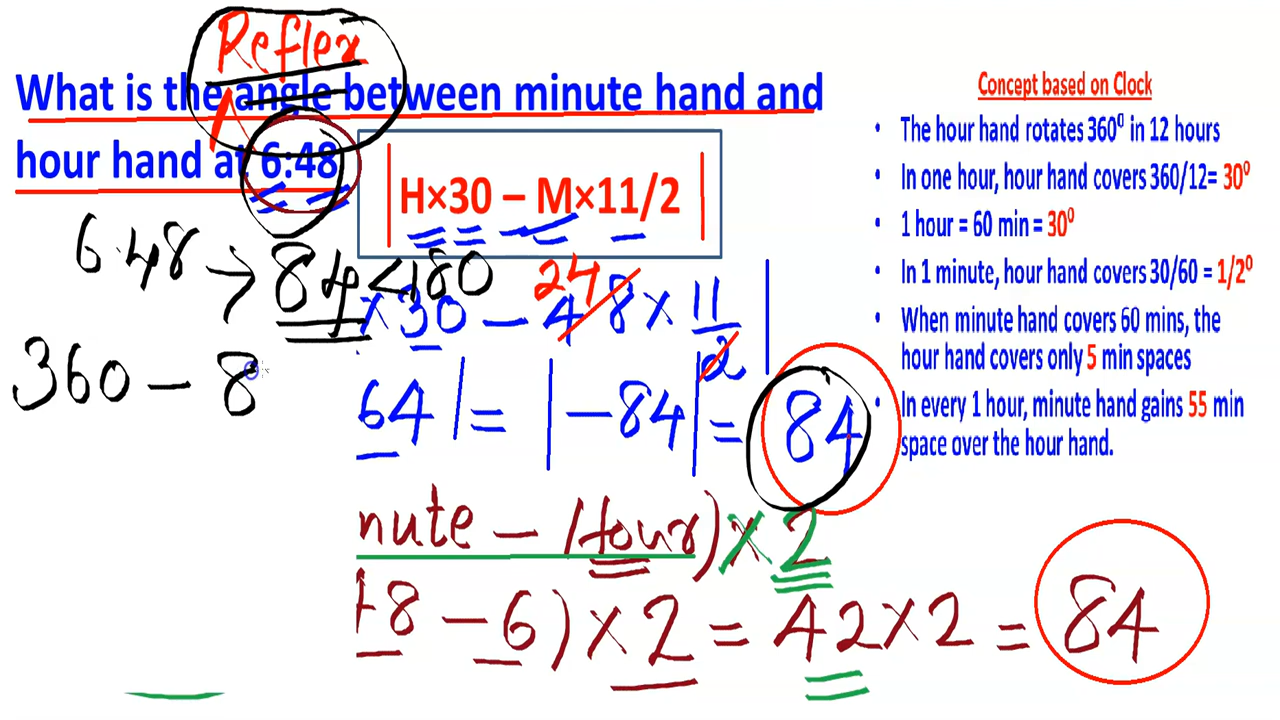 Reflex
What is the angle between minute hand and
hour hand at 6:48
|H×30 – M×11/2|
6.48 → 84 < 180
× 30 – 48 × 11/2 |
24
360 – 8
64 | = | – 84 | = 84
nute – Hour) × 2
8 – 6) × 2 = 42 × 2 = 84
Concept based on Clock
• The hour hand rotates 360⁰ in 12 hours
• In one hour, hour hand covers 360/12= 30⁰
• 1 hour = 60 min = 30⁰
• In 1 minute, hour hand covers 30/60 = 1/2⁰
• When minute hand covers 60 mins, the
hour hand covers only 5 min spaces
• In every 1 hour, minute hand gains 55 min
space over the hour hand.